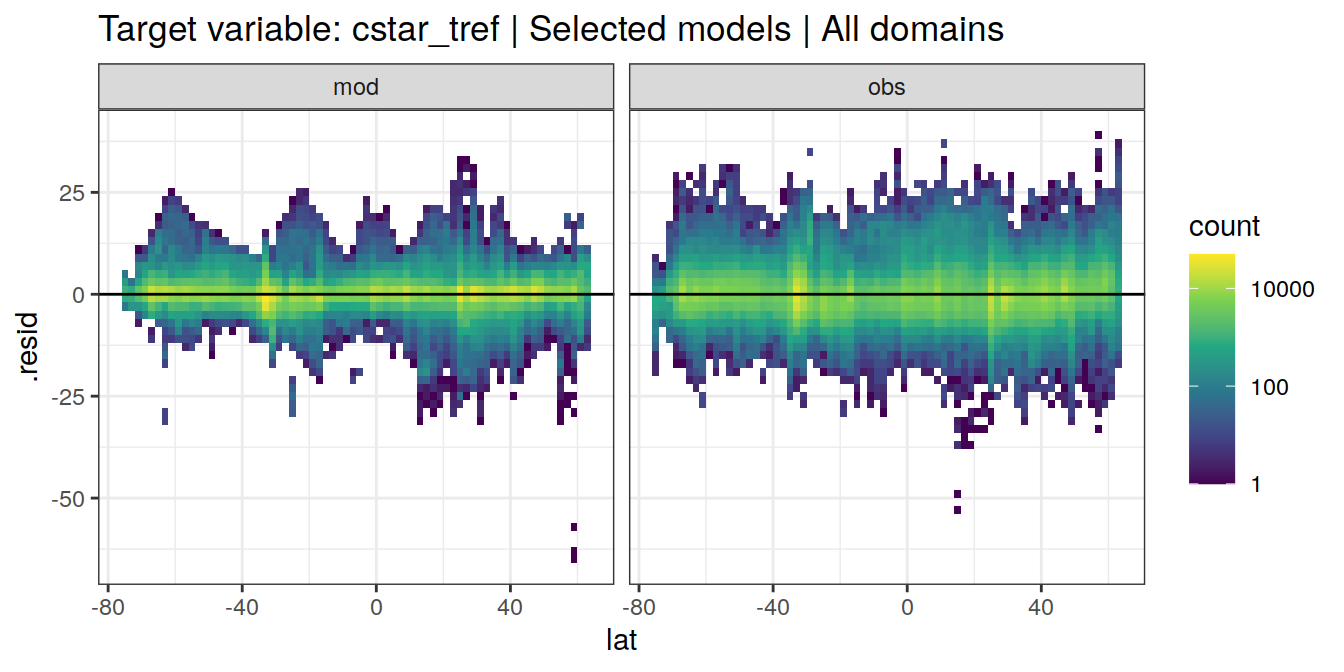 Target variable: cstar_tref | Selected models | All domains
mod
obs
.resid
25
0
-25
-50
-80
-40
0
40
-80
-40
0
40
lat
count
10000
100
1